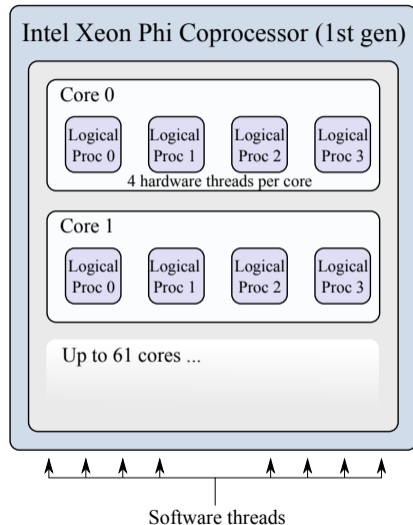 Intel Xeon Phi Coprocessor (1st gen)
Core 0
Logical Logical Logical Logical
Proc 0 Proc 1 Proc 2 Proc 3
4 hardware threads per core
Core 1
Logical Logical Logical Logical
Proc 0 Proc 1 Proc 2 Proc 3
Up to 61 cores ...
Software threads